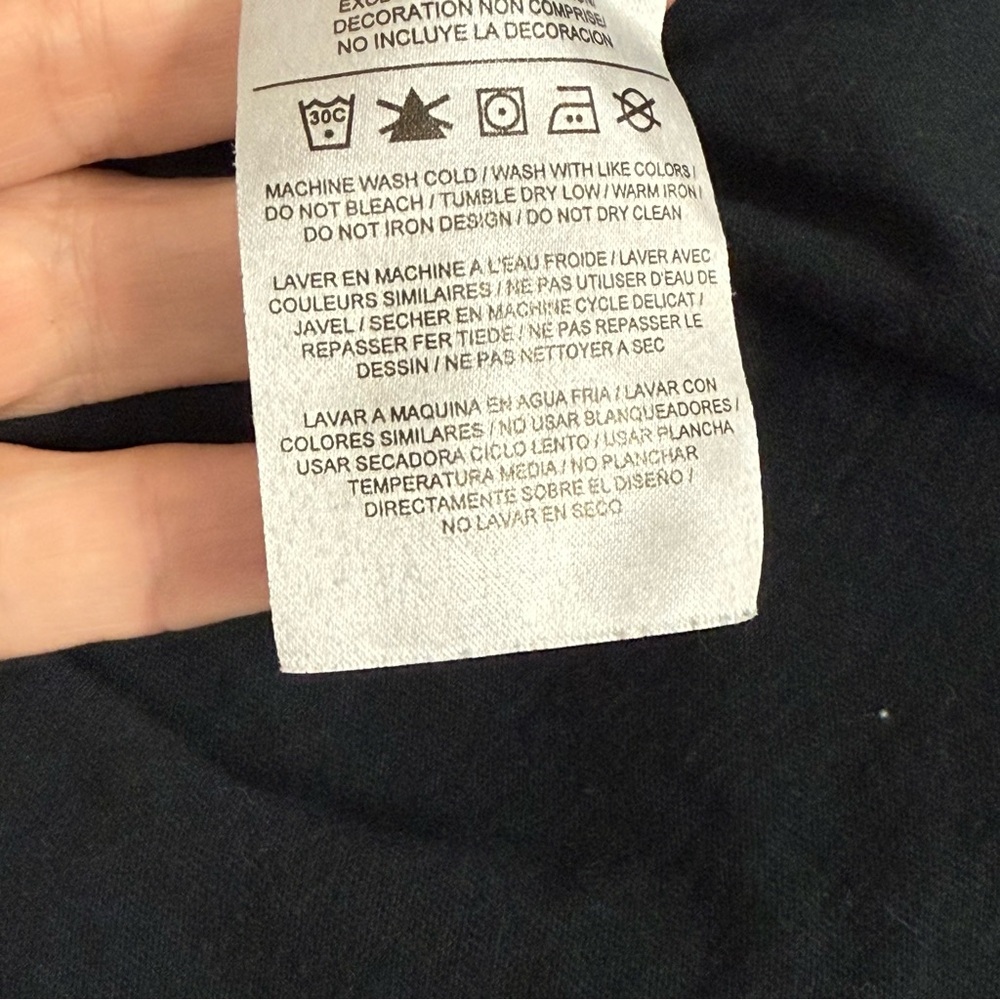 DECORATION NON COMPRISE/
NO INCLUYE LA DECORACION
30C
MACHINE WASH COLD / WASH WITH LIKE COLORS /
DO NOT BLEACH / TUMBLE DRY LOW / WARM IRON /
DO NOT IRON DESIGN / DO NOT DRY CLEAN
LAVER EN MACHINE A L'EAU FROIDE / LAVER AVEC
COULEURS SIMILAIRES / NE PAS UTILISER D'EAU DE
JAVEL / SECHER EN MACHINE CYCLE DELICAT /
REPASSER FER TIEDE / NE PAS REPASSER LE
DESSIN / NE PAS NETTOYER A SEC
LAVAR A MAQUINA EN AGUA FRIA / LAVAR CON
COLORES SIMILARES / NO USAR BLANQUEADORES /
USAR SECADORA CICLO LENTO / USAR PLANCHA
TEMPERATURA MEDIA / NO PLANCHAR
DIRECTAMENTE SOBRE EL DISEÑO /
NO LAVAR EN SECO